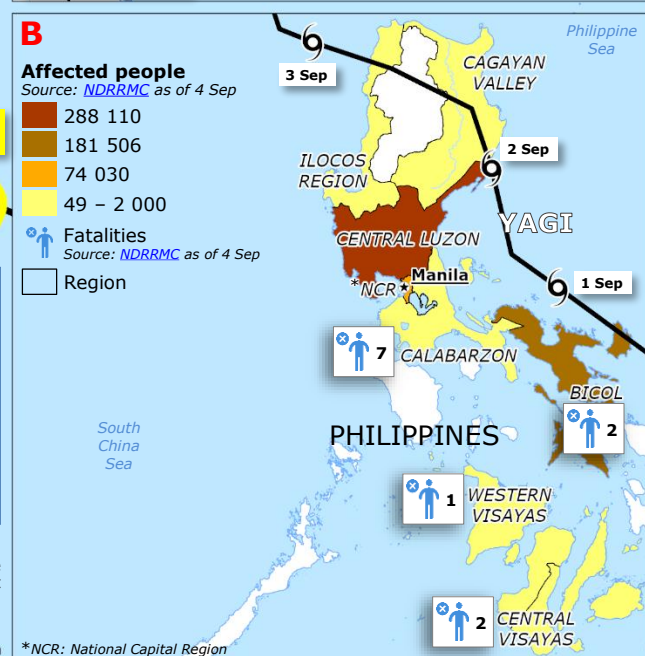 B
Affected people
Source: NDRRMC as of 4 Sep
288 110
181 506
74 030
49 – 2 000
Fatalities
Source: NDRRMC as of 4 Sep
Region
Philippine
Sea
3 Sep
CAGAYAN
VALLEY
2 Sep
ILOCOS
REGION
YAGI
CENTRAL LUZON
Manila
*NCR
1 Sep
7
CALABARZON
BICOL
2
South
China
Sea
PHILIPPINES
1
WESTERN
VISAYAS
2
CENTRAL
VISAYAS
*NCR: National Capital Region